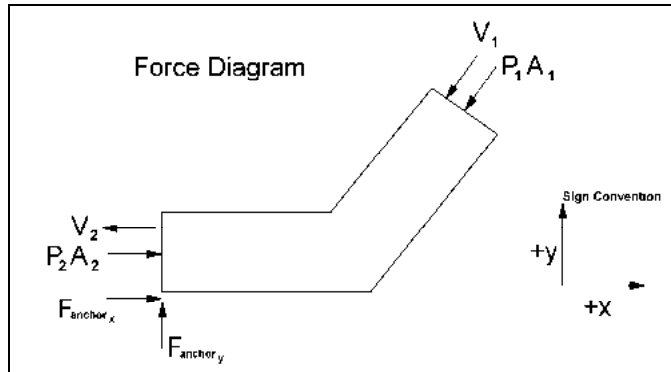 Force Diagram
V1
P1A1
Sign Convention
+y
+x
V2
P2A2
Fanchorx
Fanchory